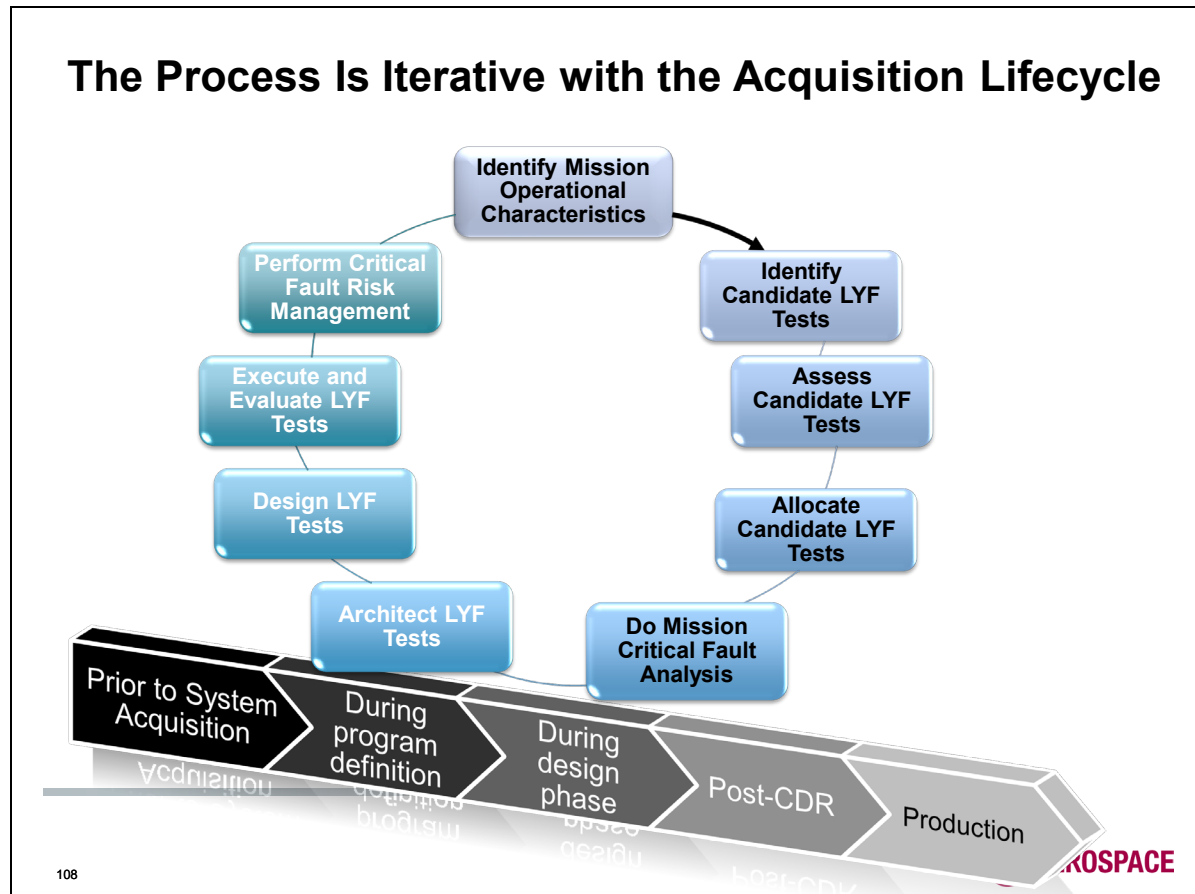 The Process Is Iterative with the Acquisition Lifecycle
Identify Mission
Operational
Characteristics
Identify
Candidate LYF
Tests
Assess
Candidate LYF
Tests
Allocate
Candidate LYF
Tests
Do Mission
Critical Fault
Analysis
Architect LYF
Tests
Design LYF
Tests
Execute and
Evaluate LYF
Tests
Perform Critical
Fault Risk
Management
Prior to System
Acquisition
During
program
definition
During
design
phase
Post-CDR
Production
108
ROSPACE